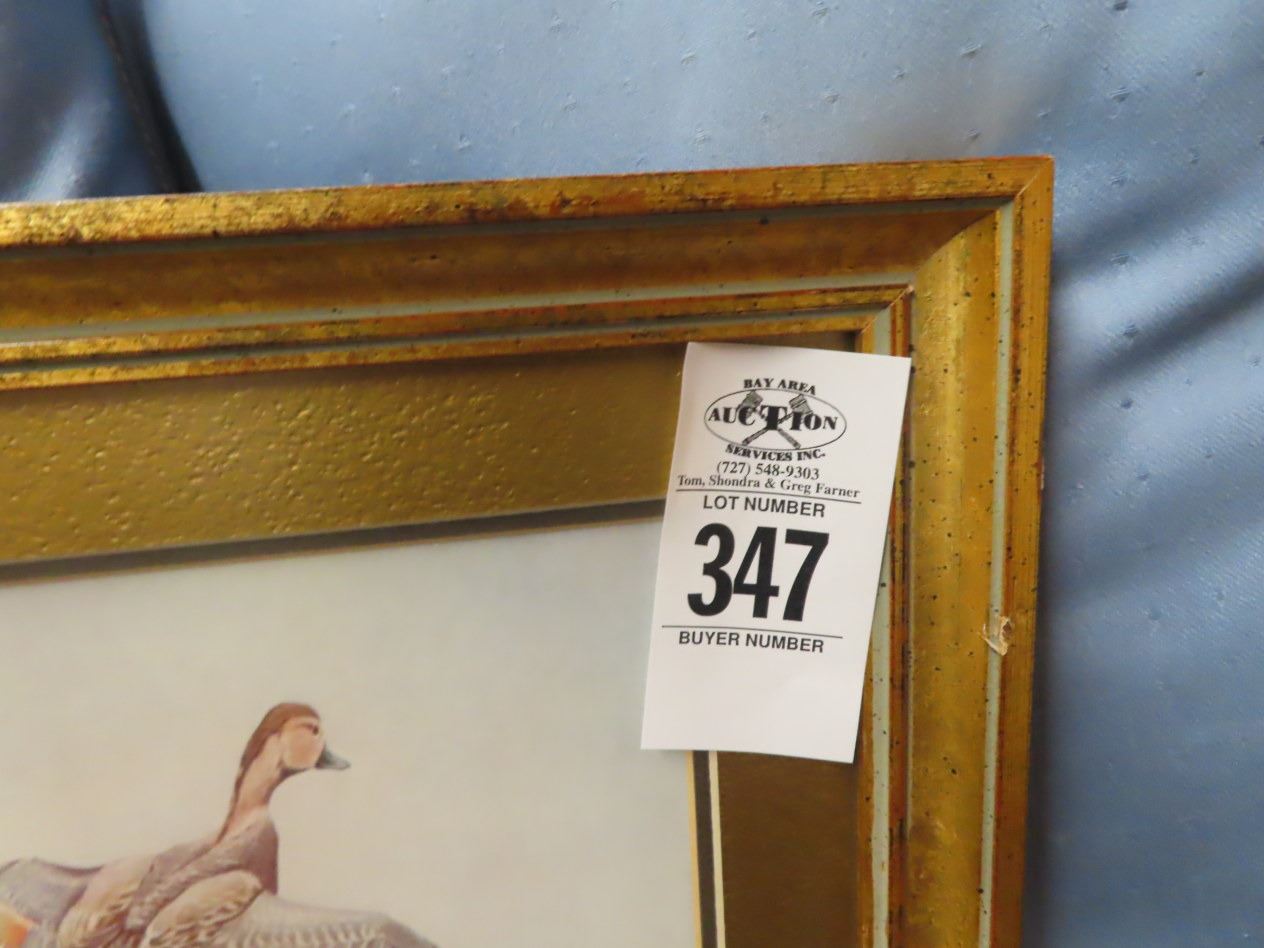 BAY AREA
AUCTION
SERVICES INC.
(727) 548-9303
Tom, Shondra & Greg Farner
LOT NUMBER
347
BUYER NUMBER